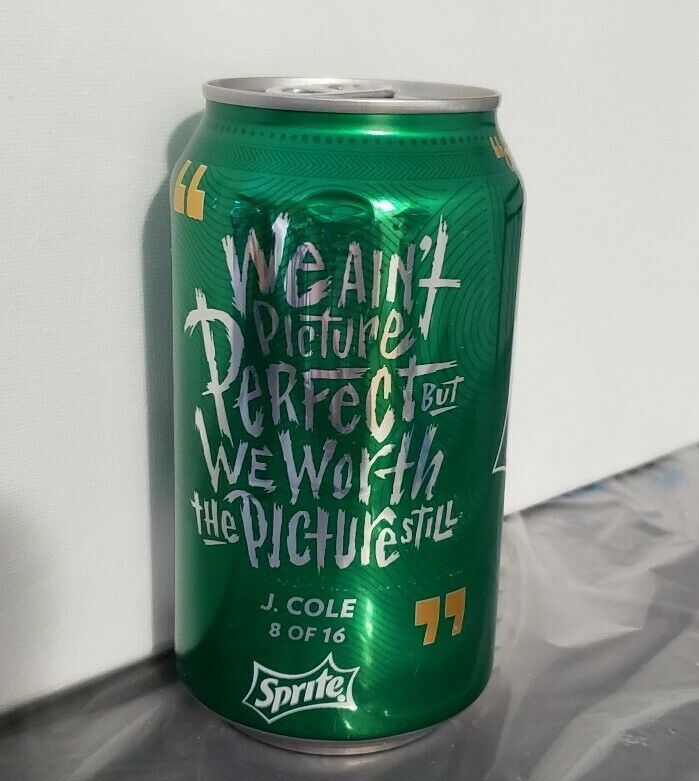 “
We AIN't
Picture
PERFect BUT
WE WORth
tHe PICtURe STILL
J. COLE
8 OF 16
”
Sprite